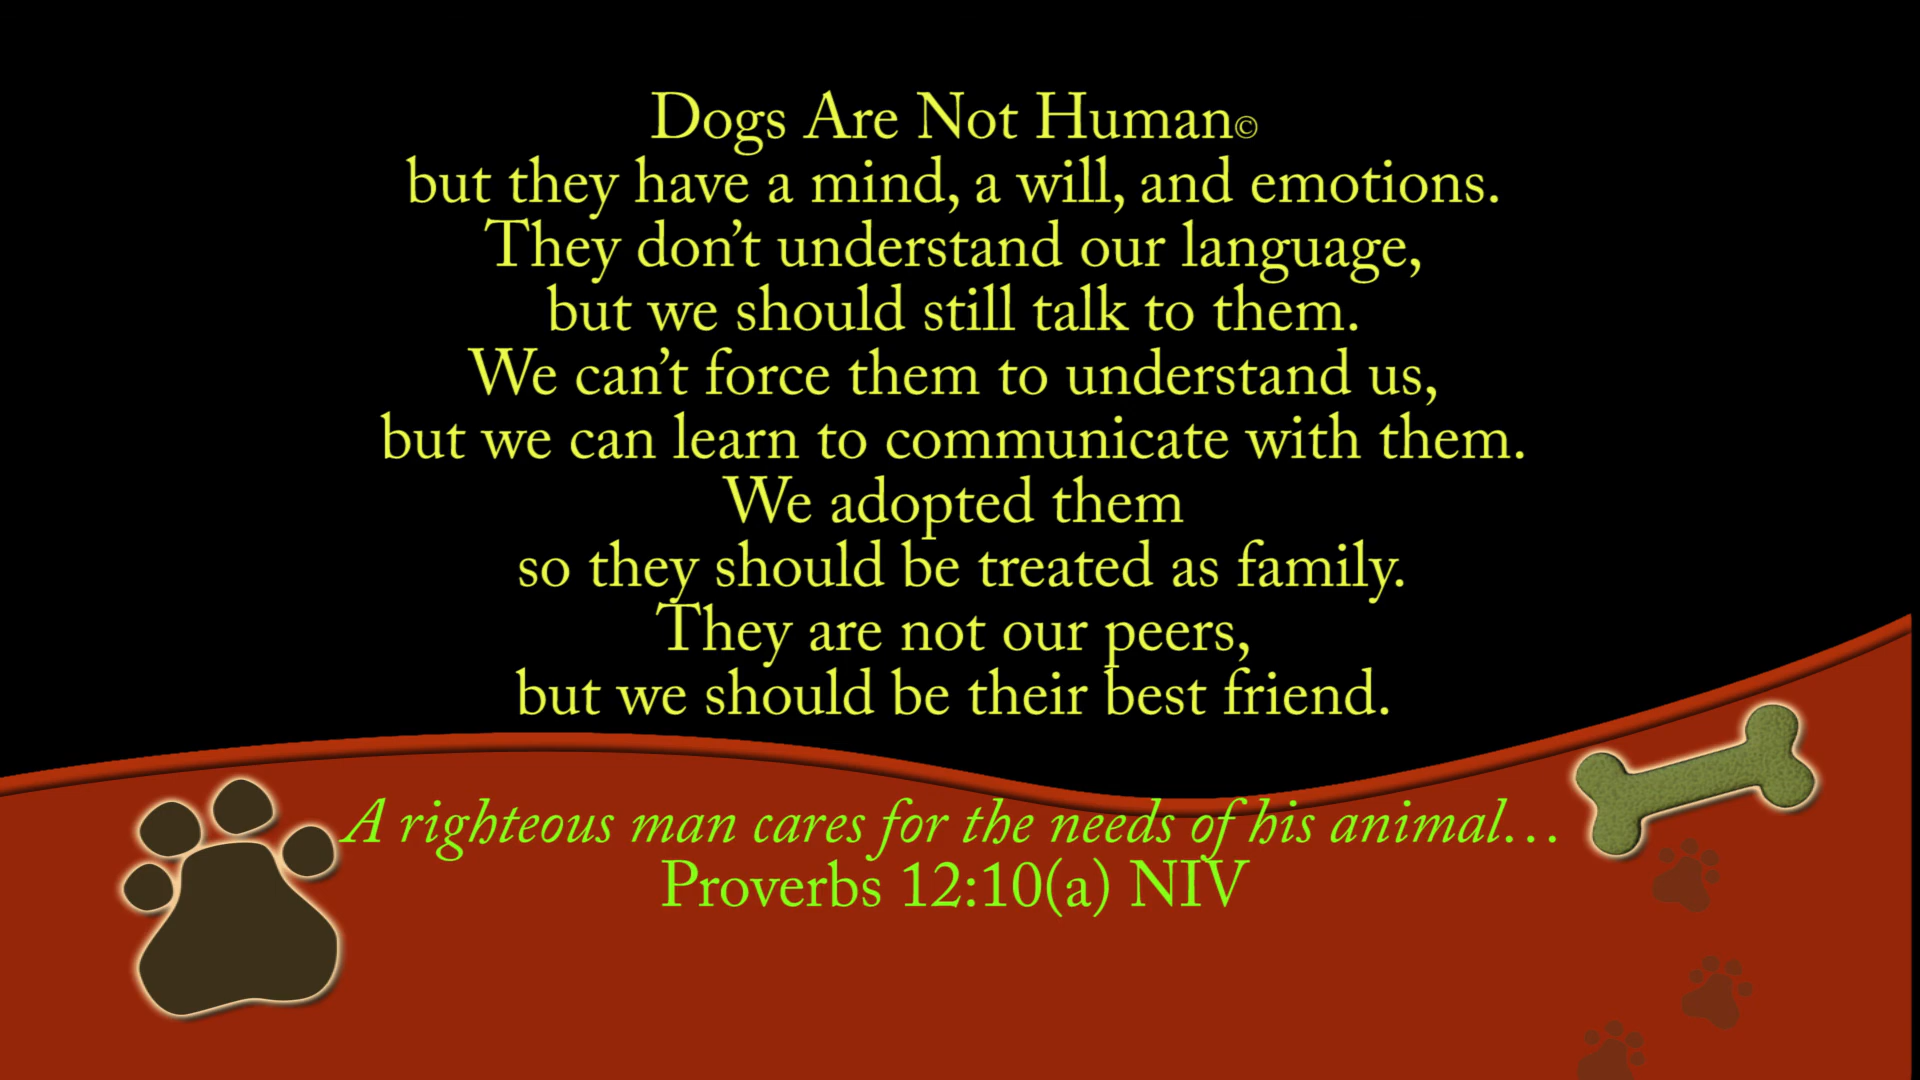 Dogs Are Not Human©
but they have a mind, a will, and emotions.
They don’t understand our language,
but we should still talk to them.
We can’t force them to understand us,
but we can learn to communicate with them.
We adopted them
so they should be treated as family.
They are not our peers,
but we should be their best friend.
A righteous man cares for the needs of his animal…
Proverbs 12:10(a) NIV